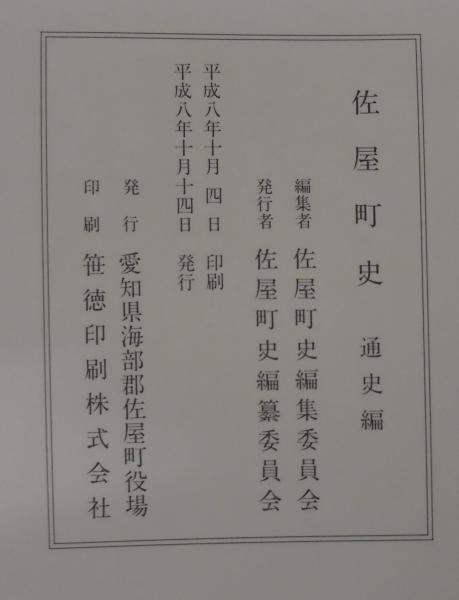 佐屋町史 通史編
編集者 佐屋町史編集委員会
発行者 佐屋町史編纂委員会
平成八年十月 四 日 印刷
平成八年十月十四日 発行
発行 愛知県海部郡佐屋町役場
印刷 笹徳印刷株式会社